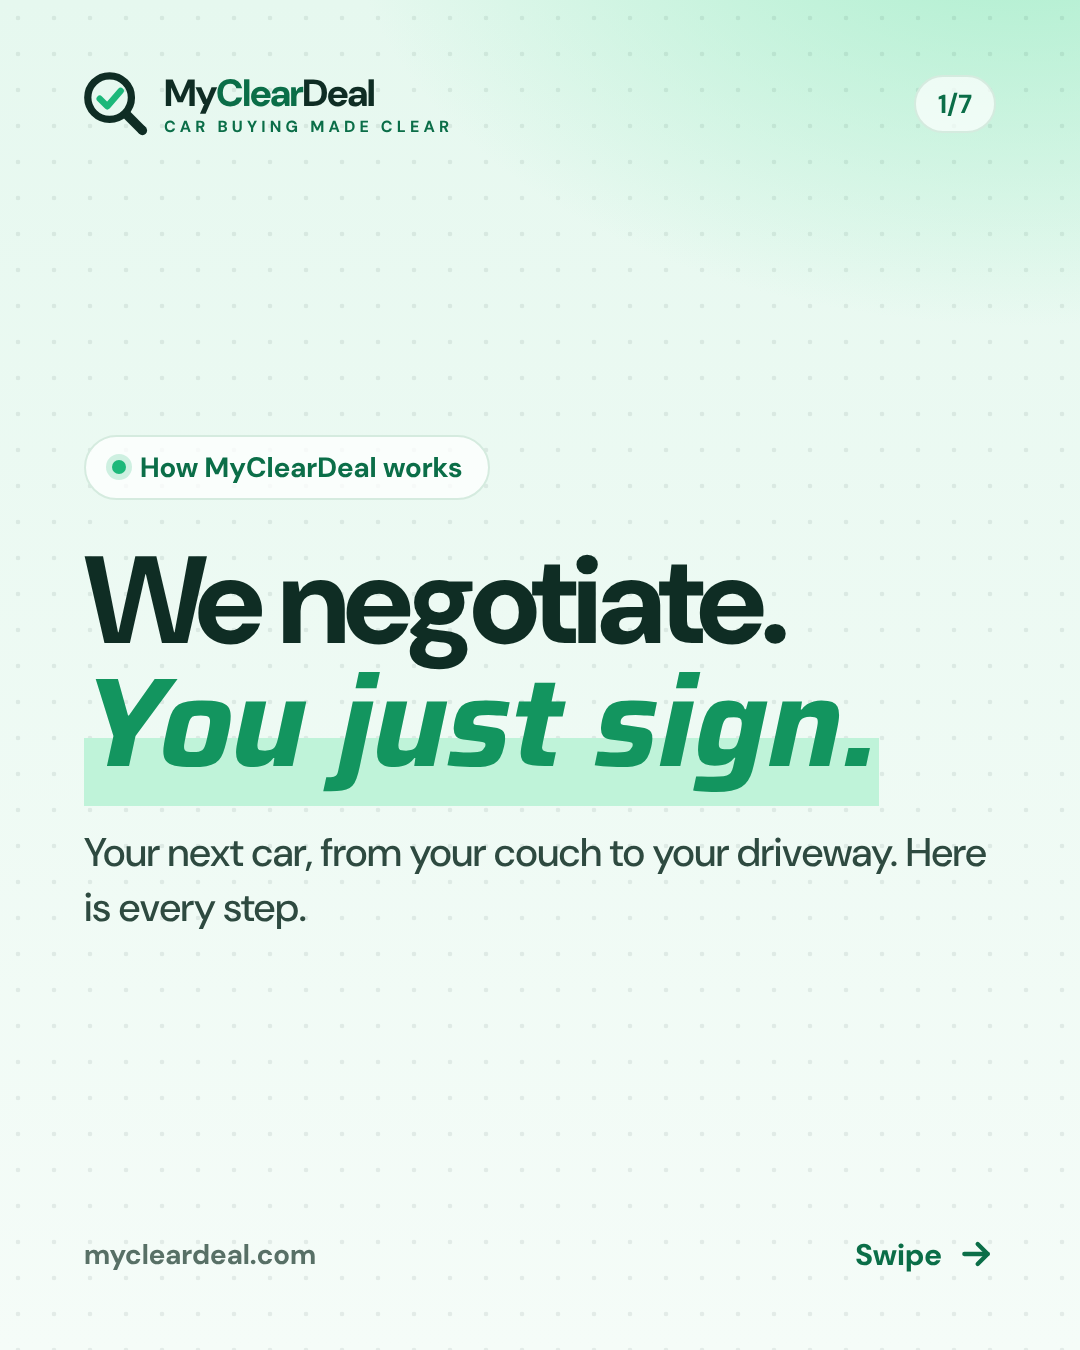 MyClearDeal
CAR BUYING MADE CLEAR
1/7
How MyClearDeal works
We negotiate.
You just sign.
Your next car, from your couch to your driveway. Here
is every step.
mycleardeal.com
Swipe →